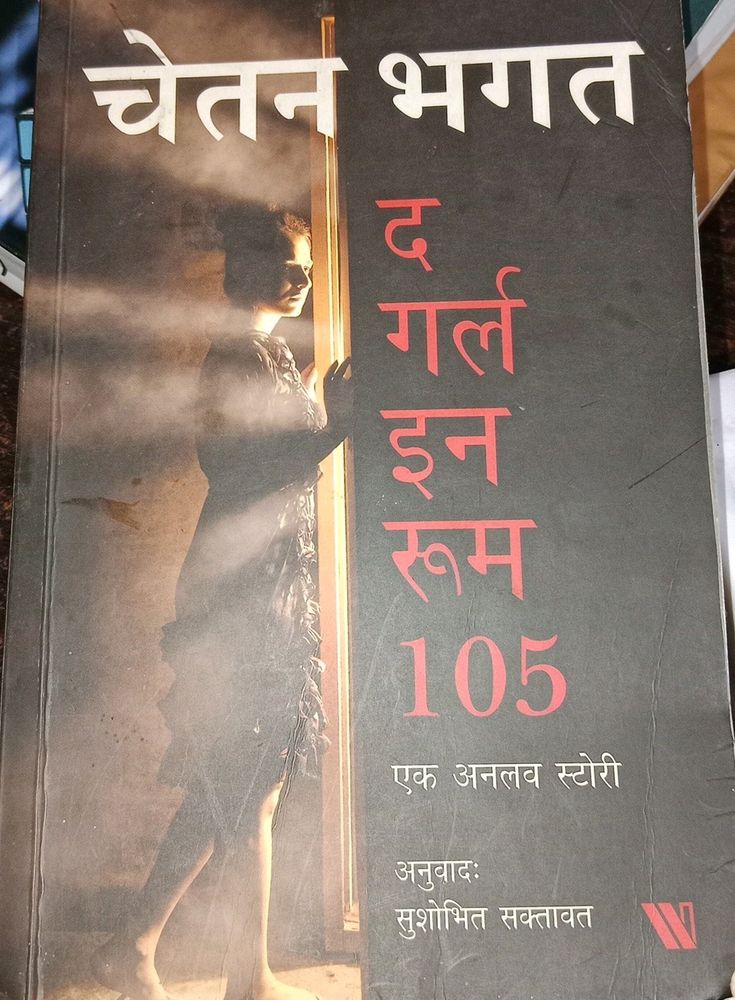 चेतन भगत
द
गर्ल
इन
रूम
105
एक अनलव स्टोरी
अनुवादः
सुशोभित सक्तावत
W